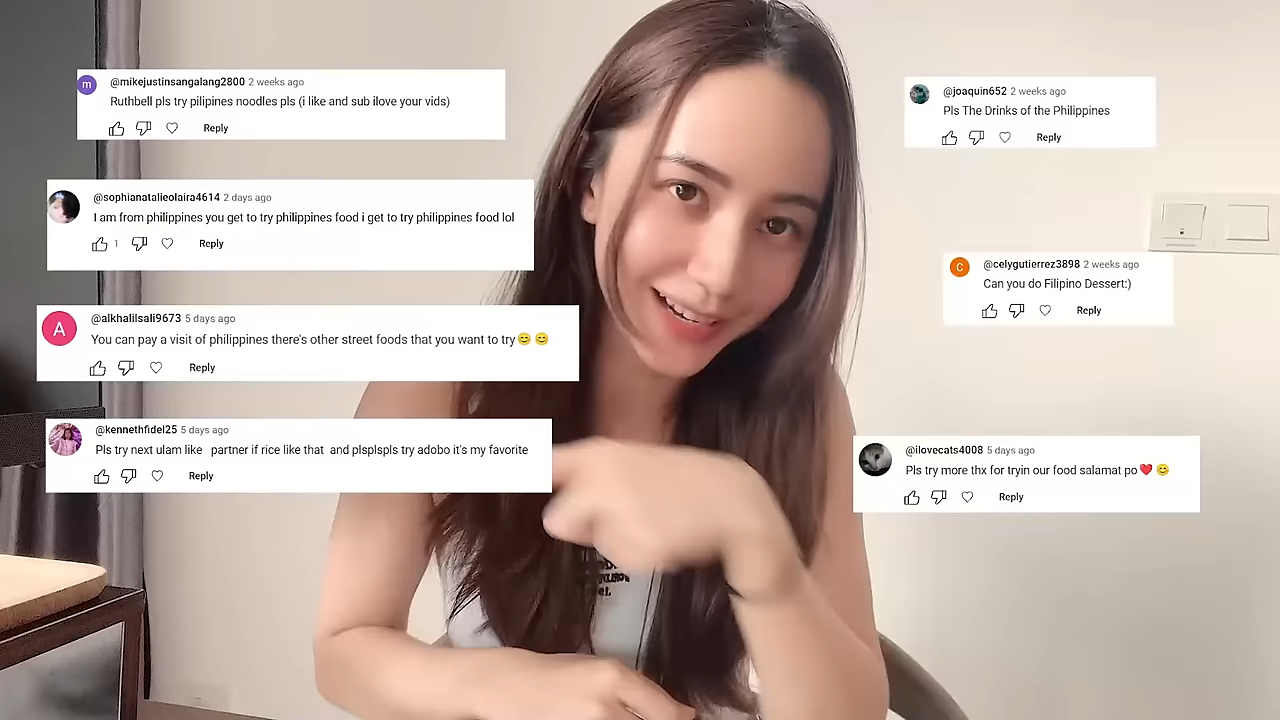 m
@mikejustinsangalang2800 2 weeks ago
Ruthbell pls try pilipines noodles pls (i like and sub ilove your vids)
Reply
@sophianatalieolaira4614 2 days ago
I am from philippines you get to try philippines food i get to try philippines food lol
1 Reply
A
@alkhalilsali9673 5 days ago
You can pay a visit of philippines there's other street foods that you want to try😊 😊
Reply
@kennethfidel25 5 days ago
Pls try next ulam like partner if rice like that and plsplspls try adobo it's my favorite
Reply
@joaquin652 2 weeks ago
Pls The Drinks of the Philippines
Reply
C
@celygutierrez3898 2 weeks ago
Can you do Filipino Dessert:)
Reply
@ilovecats4008 5 days ago
Pls try more thx for tryin our food salamat po❤️ 😊
Reply